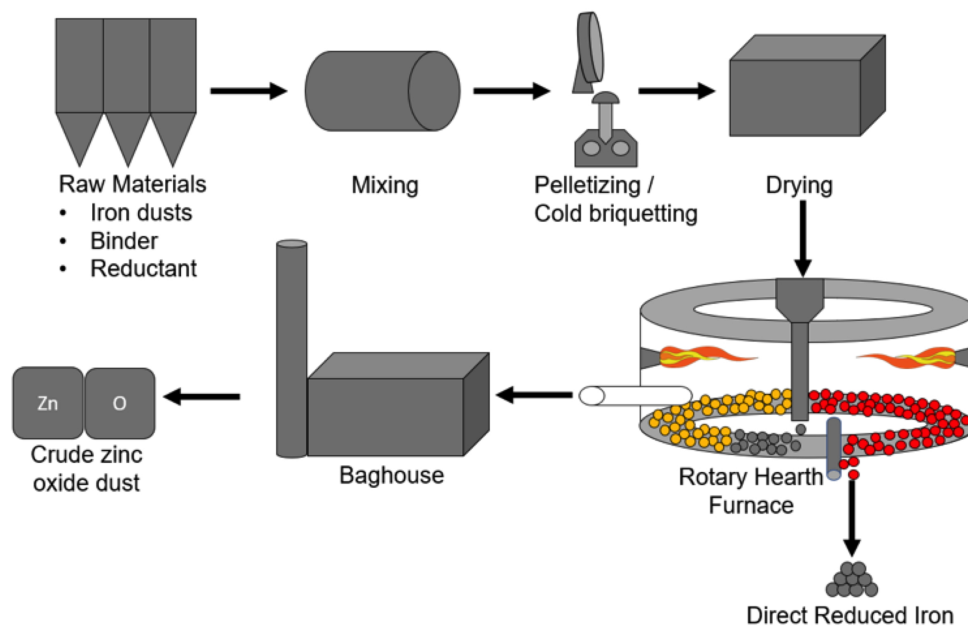 Raw Materials
• Iron dusts
• Binder
• Reductant
Mixing
Pelletizing /
Cold briquetting
Drying
Zn
O
Crude zinc
oxide dust
Baghouse
Rotary Hearth
Furnace
Direct Reduced Iron